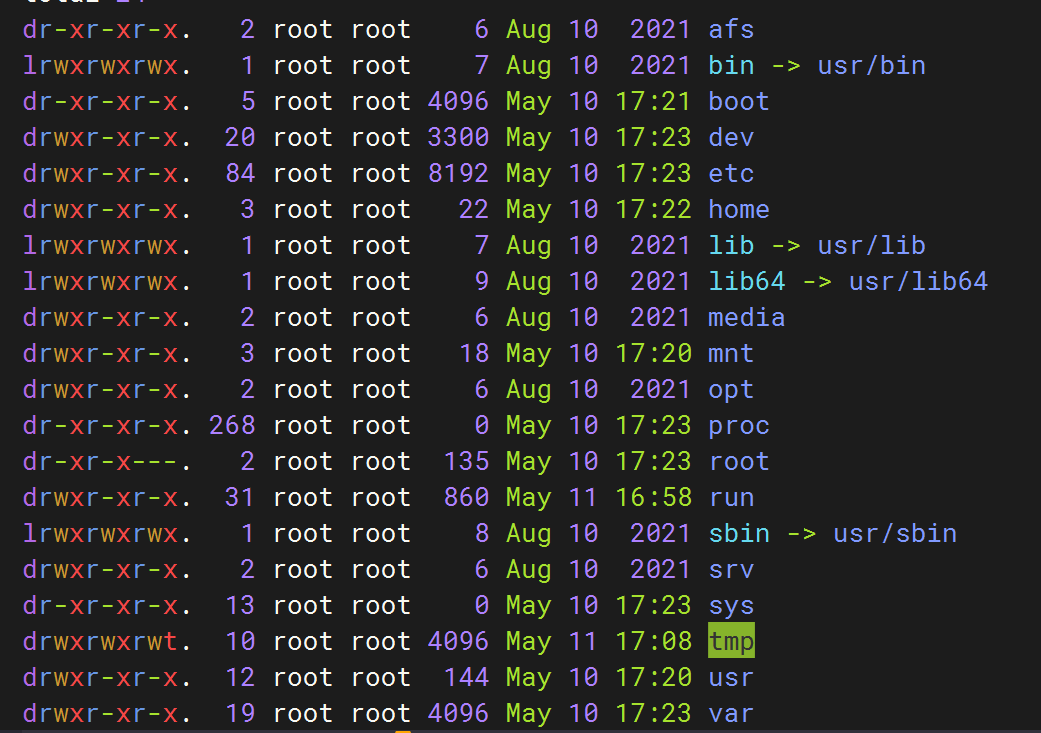 dr-xr-xr-x.   2 root root    6 Aug 10  2021 afs
lrwxrwxrwx.   1 root root    7 Aug 10  2021 bin -> usr/bin
dr-xr-xr-x.   5 root root 4096 May 10 17:21 boot
drwxr-xr-x.  20 root root 3300 May 10 17:23 dev
drwxr-xr-x.  84 root root 8192 May 10 17:23 etc
drwxr-xr-x.   3 root root   22 May 10 17:22 home
lrwxrwxrwx.   1 root root    7 Aug 10  2021 lib -> usr/lib
lrwxrwxrwx.   1 root root    9 Aug 10  2021 lib64 -> usr/lib64
drwxr-xr-x.   2 root root    6 Aug 10  2021 media
drwxr-xr-x.   3 root root   18 May 10 17:20 mnt
drwxr-xr-x.   2 root root    6 Aug 10  2021 opt
dr-xr-xr-x. 268 root root    0 May 10 17:23 proc
dr-xr-x---.   2 root root  135 May 10 17:23 root
drwxr-xr-x.  31 root root  860 May 11 16:58 run
lrwxrwxrwx.   1 root root    8 Aug 10  2021 sbin -> usr/sbin
drwxr-xr-x.   2 root root    6 Aug 10  2021 srv
dr-xr-xr-x.  13 root root    0 May 10 17:23 sys
drwxrwxrwt.  10 root root 4096 May 11 17:08 tmp
drwxr-xr-x.  12 root root  144 May 10 17:20 usr
drwxr-xr-x.  19 root root 4096 May 10 17:23 var